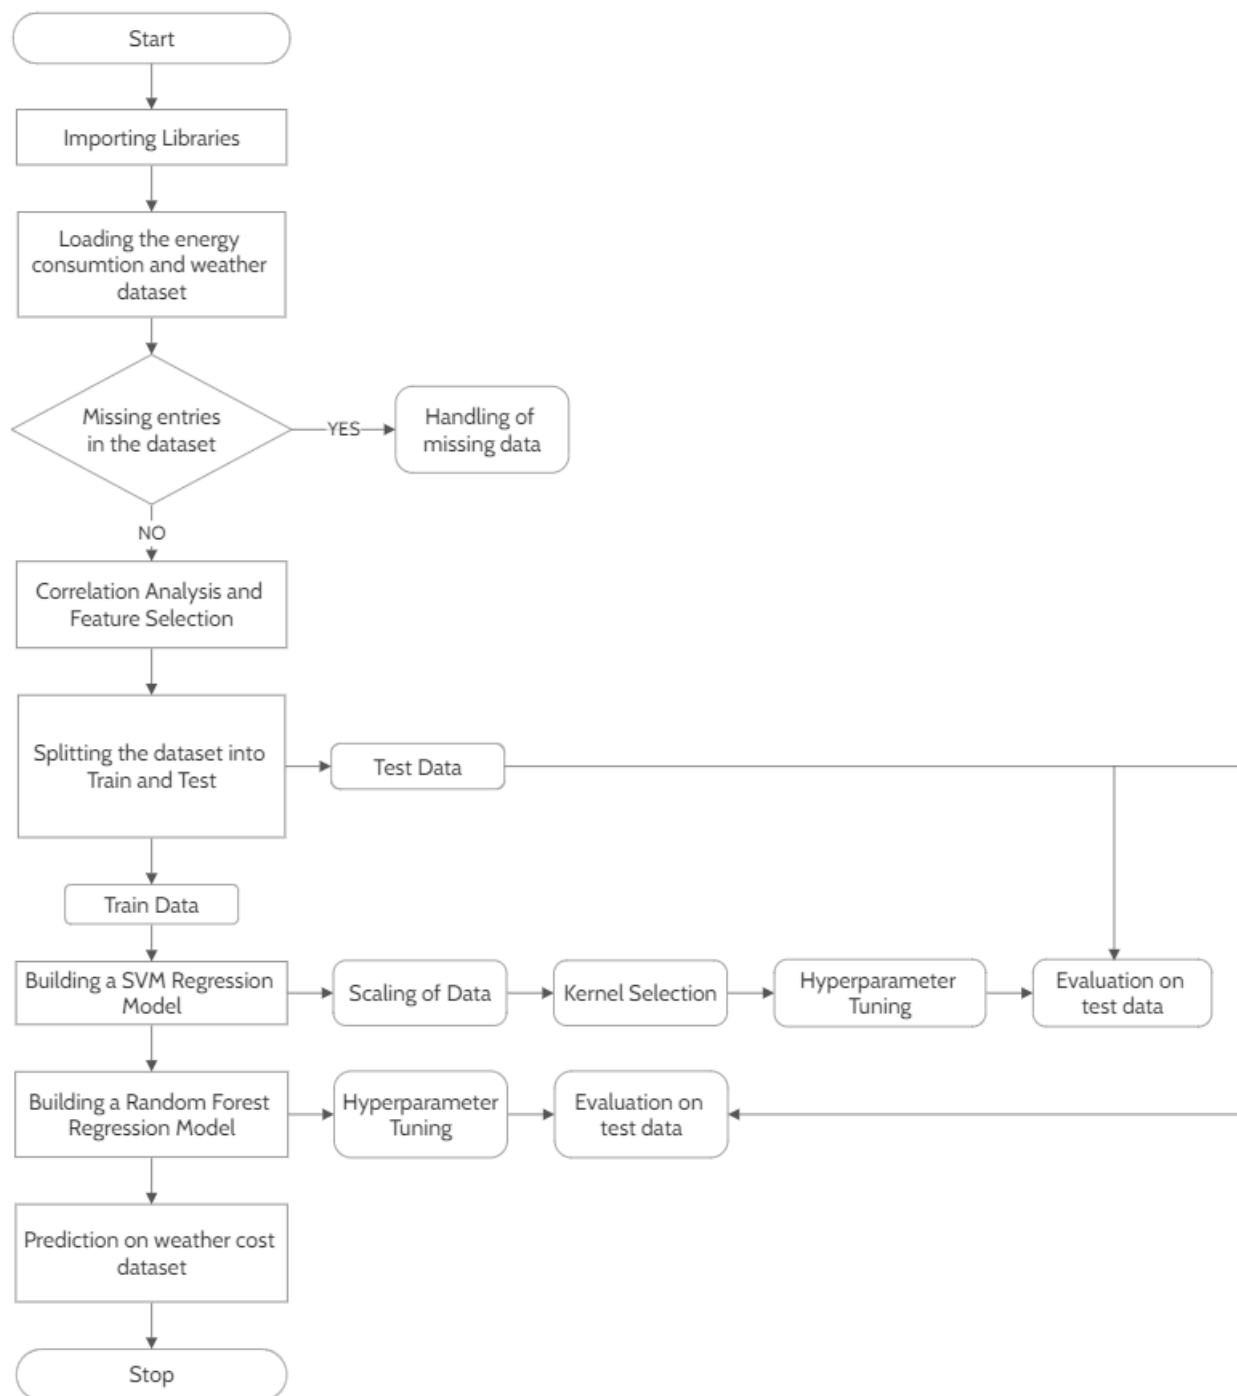 Start
Importing Libraries
Loading the energy
consumtion and weather
dataset
Missing entries
in the dataset
YES
Handling of
missing data
NO
Correlation Analysis and
Feature Selection
Splitting the dataset into
Train and Test
Test Data
Train Data
Building a SVM Regression
Model
Scaling of Data
Kernel Selection
Hyperparameter
Tuning
Evaluation on
test data
Building a Random Forest
Regression Model
Hyperparameter
Tuning
Evaluation on
test data
Prediction on weather cost
dataset
Stop